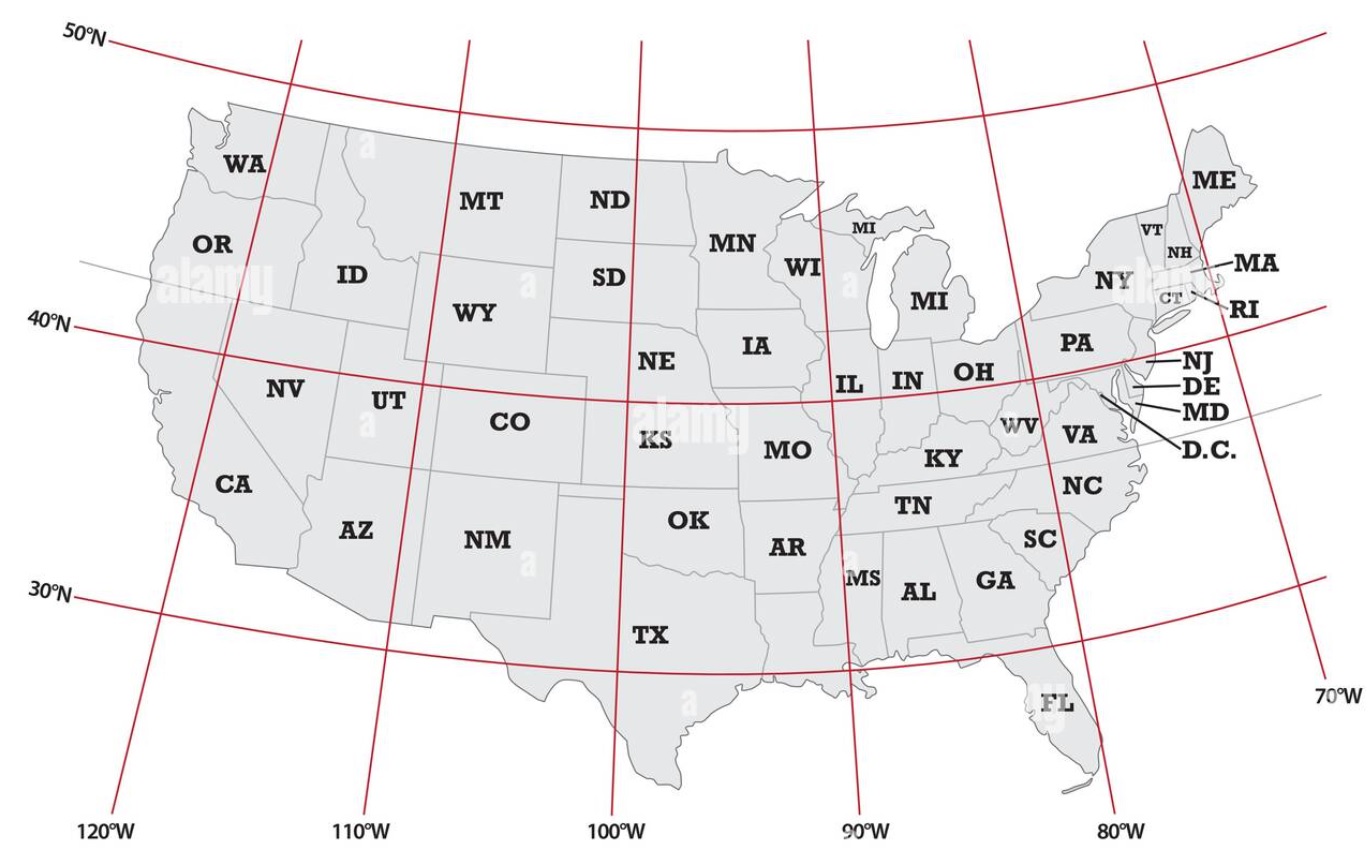 50°N
WA
MT
ND
ME
OR
MI
VT
MN
NH
ID
SD
WI
MA
NY
MI
CT
WY
RI
40°N
IA
PA
NE
NJ
OH
NV
IL
IN
DE
UT
MD
CO
WV
KS
VA
MO
D.C.
KY
CA
NC
TN
OK
AZ
NM
SC
AR
MS
GA
AL
30°N
TX
FL
70°W
120°W
110°W
100°W
90°W
80°W
alamy
alamy
alamy
a
a
a
a
a
a
a
a